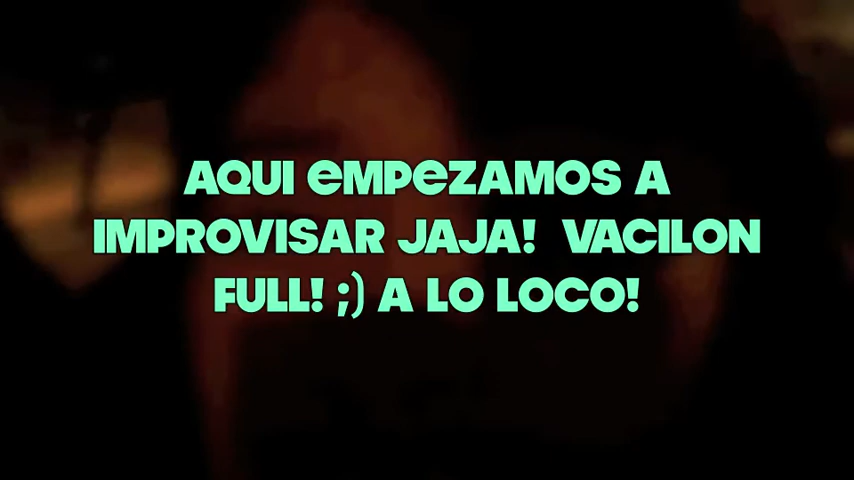 AQUI EMPEZAMOS A
IMPROVISAR JAJA! VACILON
FULL! ;) A LO LOCO!